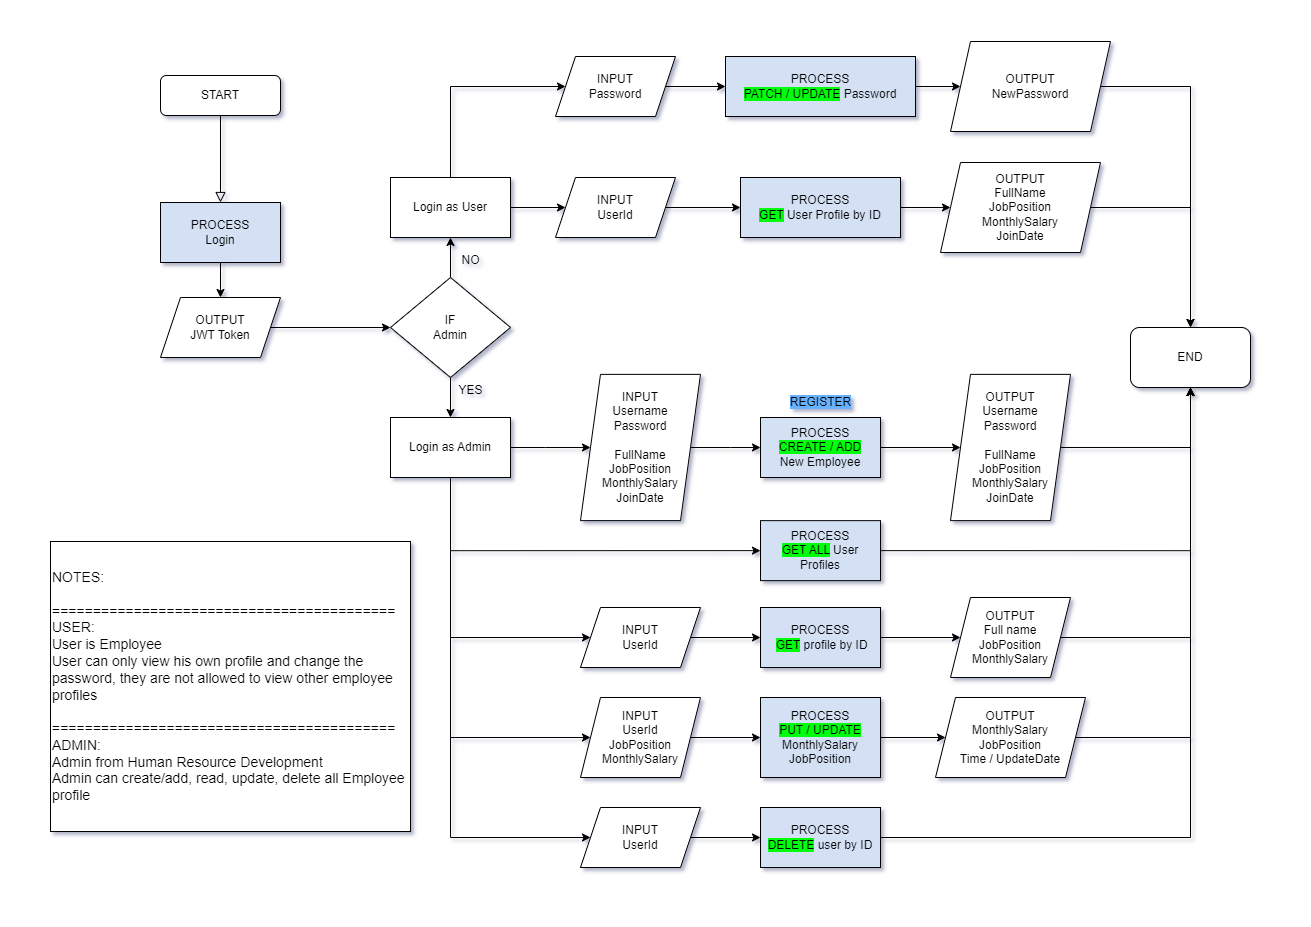 START
PROCESS
Login
OUTPUT
JWT Token
IF
Admin
NO
YES
Login as User
INPUT
Password
PROCESS
PATCH / UPDATE Password
OUTPUT
NewPassword
INPUT
UserId
PROCESS
GET User Profile by ID
OUTPUT
FullName
JobPosition
MonthlySalary
JoinDate
END
Login as Admin
INPUT
Username
Password
FullName
JobPosition
MonthlySalary
JoinDate
REGISTER
PROCESS
CREATE / ADD
New Employee
OUTPUT
Username
Password
FullName
JobPosition
MonthlySalary
JoinDate
PROCESS
GET ALL User
Profiles
INPUT
UserId
PROCESS
GET profile by ID
OUTPUT
Full name
JobPosition
MonthlySalary
INPUT
UserId
JobPosition
MonthlySalary
PROCESS
PUT / UPDATE
MonthlySalary
JobPosition
OUTPUT
MonthlySalary
JobPosition
Time / UpdateDate
INPUT
UserId
PROCESS
DELETE user by ID
NOTES:
==========================================
USER:
User is Employee
User can only view his own profile and change the
password, they are not allowed to view other employee
profiles
==========================================
ADMIN:
Admin from Human Resource Development
Admin can create/add, read, update, delete all Employee
profile